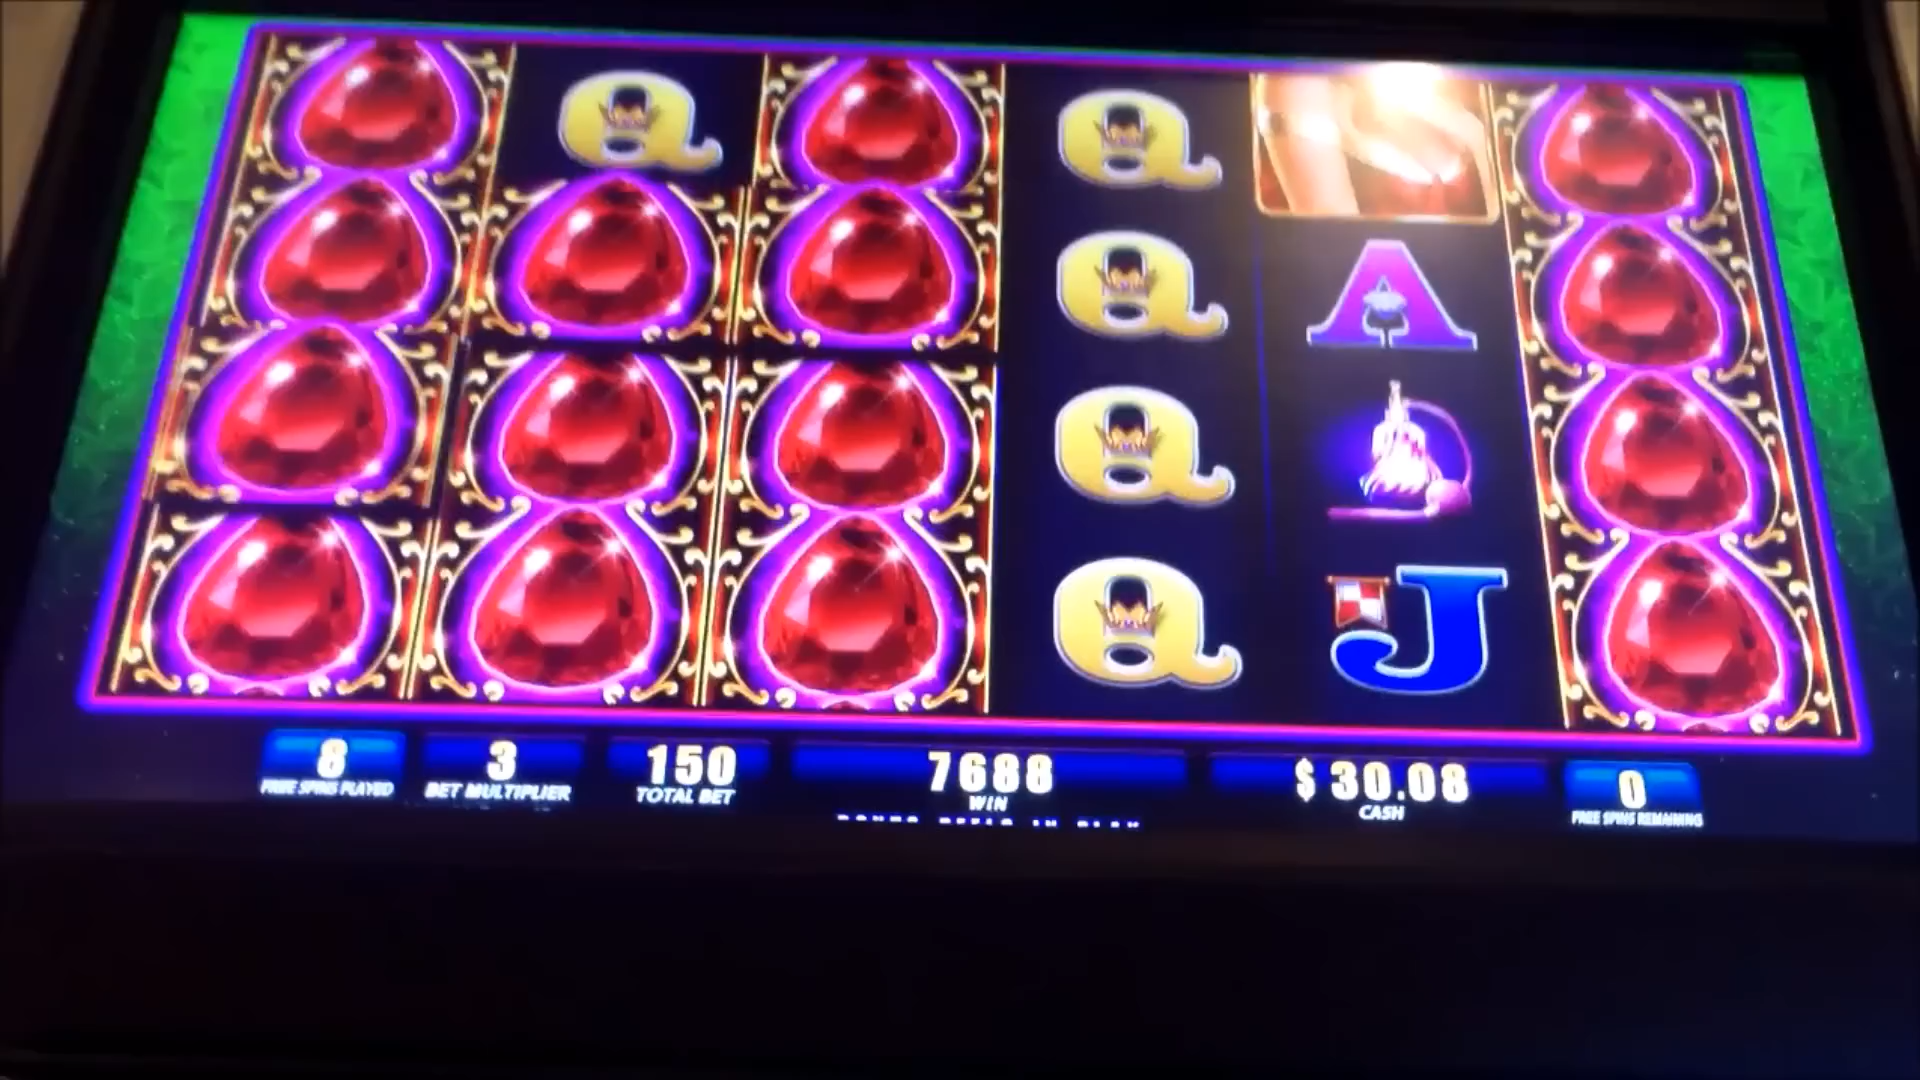 Q Q
Q A
Q
Q J
8 3 150 7688 $30.08 0
FREE SPINS PLAYED BET MULTIPLIER TOTAL BET WIN CASH FREE SPINS REMAINING